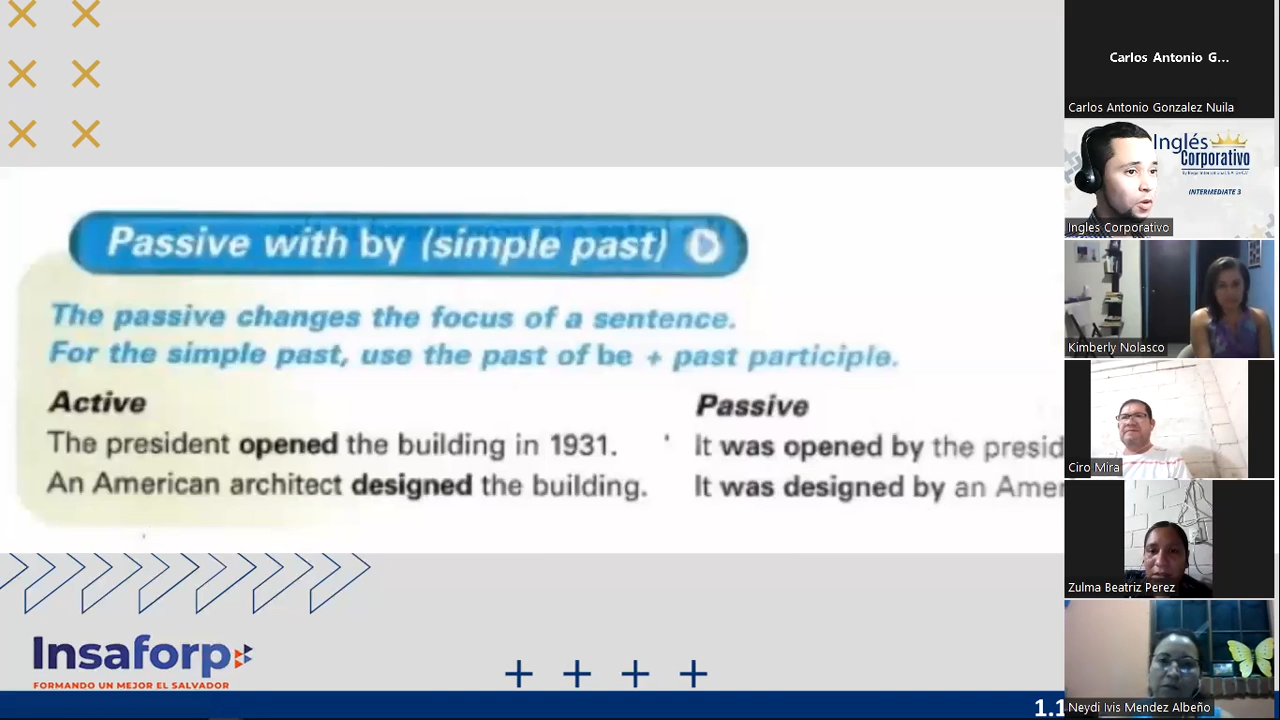 Passive with by (simple past)
The passive changes the focus of a sentence.
For the simple past, use the past of be + past participle.
Active
Passive
The president opened the building in 1931.
It was opened by the presid
An American architect designed the building.
It was designed by an Amer
Insaforp
FORMANDO UN MEJOR EL SALVADOR
1.1
Carlos Antonio G...
Carlos Antonio Gonzalez Nuila
Inglés
Corporativo
INTERMEDIATE 3
Ingles Corporativo
Kimberly Nolasco
Ciro Mira
Zulma Beatriz Perez
Neydi Ivis Mendez Albeño